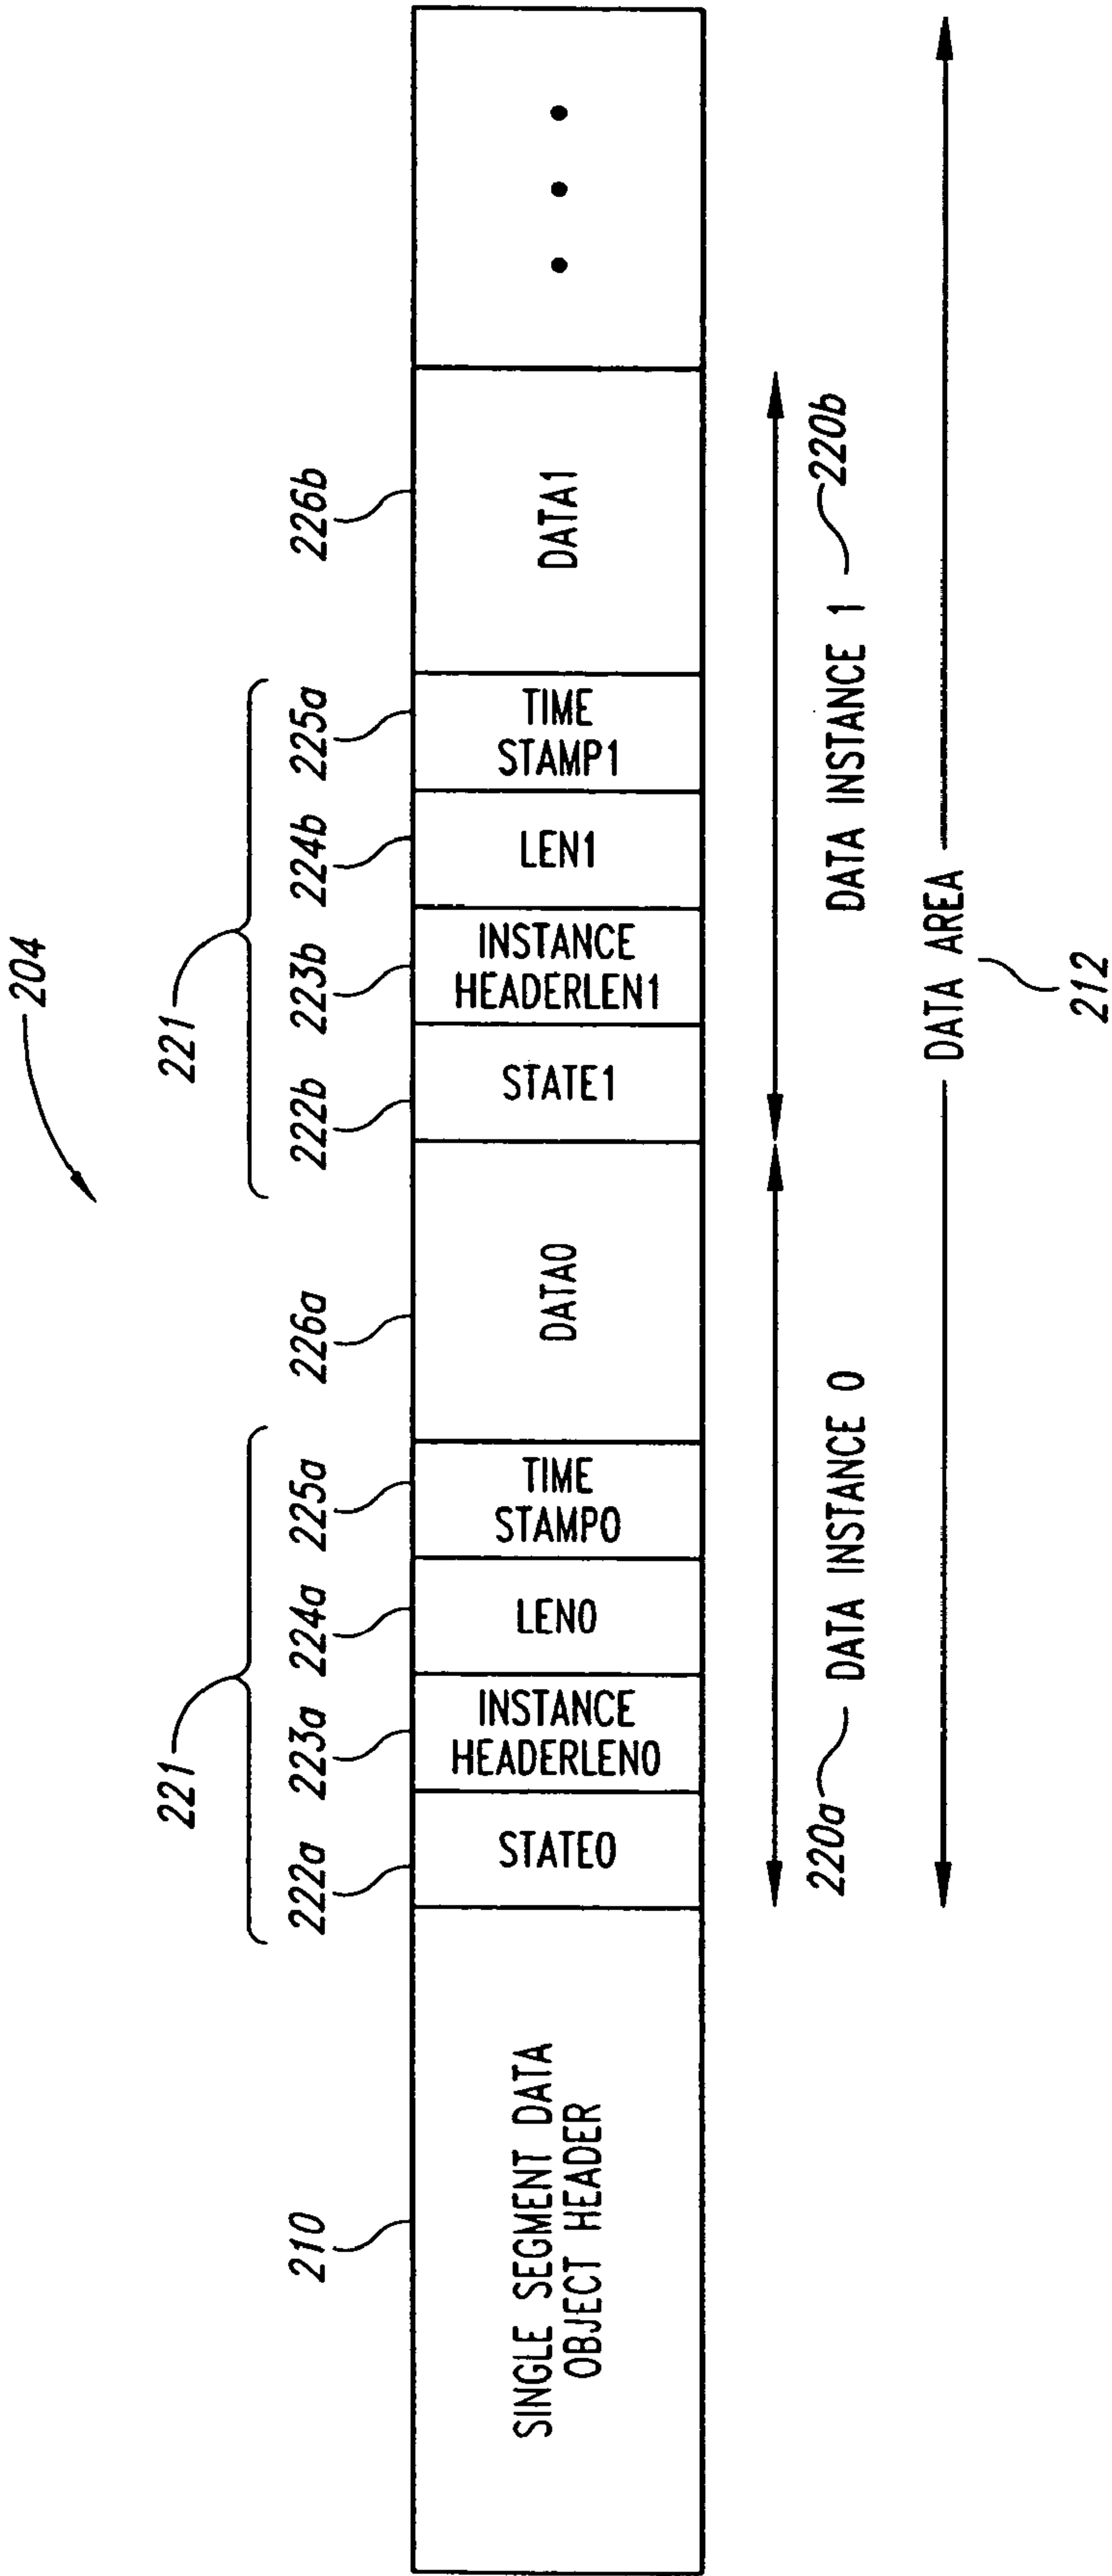 204
221
221
210
222a
223a
224a
225a
226a
222b
223b
224b
225a
226b
SINGLE SEGMENT DATA
OBJECT HEADER
STATE0
INSTANCE
HEADERLEN0
LEN0
TIME
STAMP0
DATA0
STATE1
INSTANCE
HEADERLEN1
LEN1
TIME
STAMP1
DATA1
• • •
220a DATA INSTANCE 0
DATA INSTANCE 1 220b
DATA AREA
212